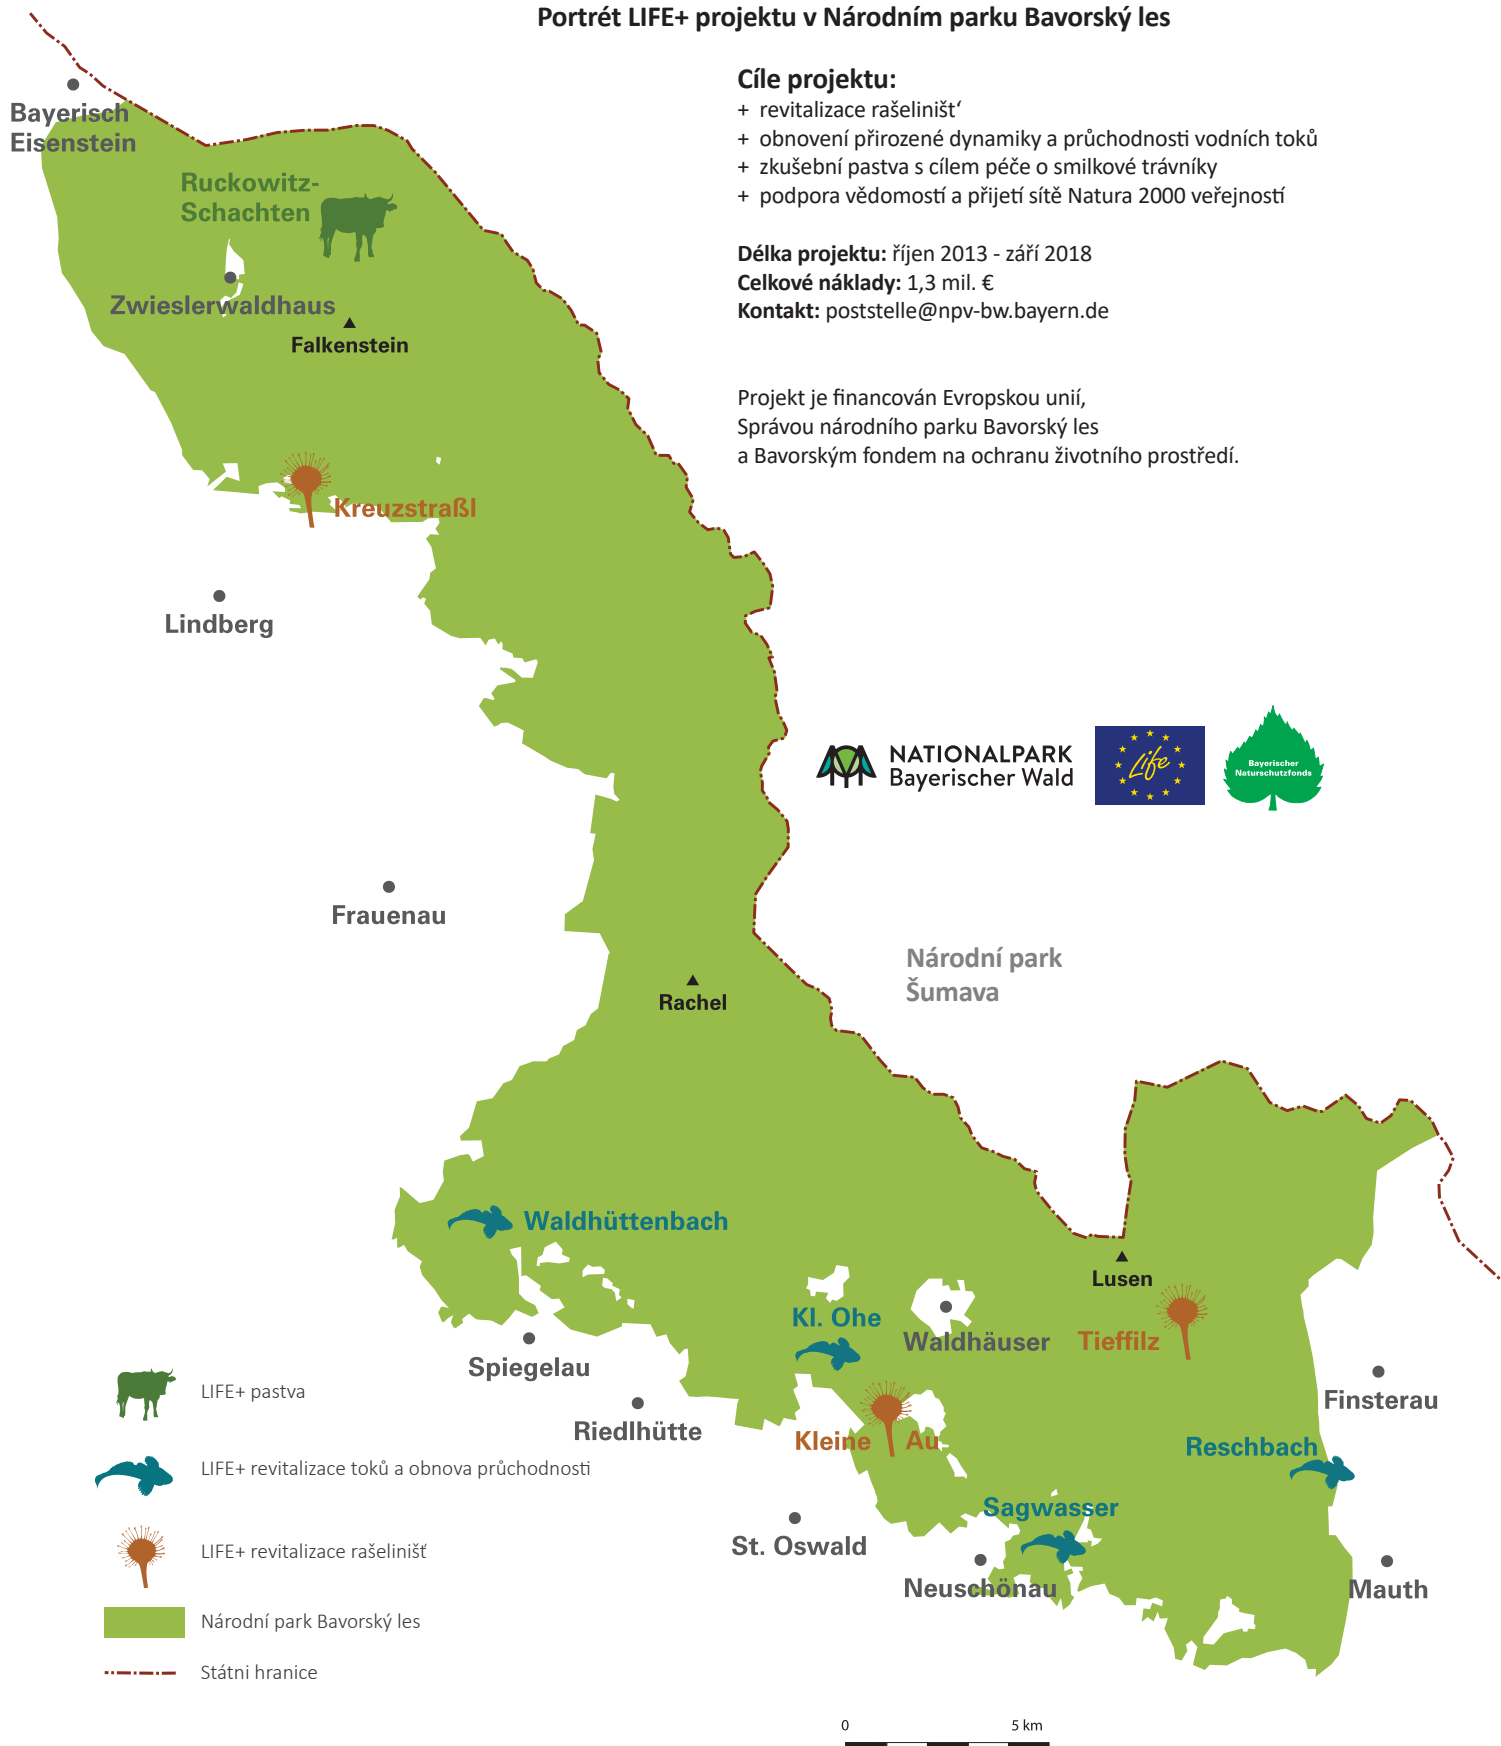 Portrét LIFE+ projektu v Národním parku Bavorský les
Cíle projektu:
+ revitalizace rašeliništ‘
+ obnovení přirozené dynamiky a průchodnosti vodních toků
+ zkušební pastva s cílem péče o smilkové trávníky
+ podpora vědomostí a přijetí sítě Natura 2000 veřejností
Délka projektu: říjen 2013 - září 2018
Celkové náklady: 1,3 mil. €
Kontakt: poststelle@npv-bw.bayern.de
Projekt je financován Evropskou unií,
Správou národního parku Bavorský les
a Bavorským fondem na ochranu životního prostředí.
Bayerisch
Eisenstein
Ruckowitz-
Schachten
Zwieslerwaldhaus
Falkenstein
Kreuzstraßl
Lindberg
NATIONALPARK
Bayerischer Wald
Life
Bayerischer
Naturschutzfonds
Frauenau
Národní park
Šumava
Rachel
Waldhüttenbach
Lusen
Kl. Ohe
Waldhäuser
Tieffilz
Spiegelau
Finsterau
Riedlhütte
Kleine Au
Reschbach
Sagwasser
St. Oswald
Neuschönau
Mauth
LIFE+ pastva
LIFE+ revitalizace toků a obnova průchodnosti
LIFE+ revitalizace rašelinišť
Národní park Bavorský les
Státni hranice
0 5 km